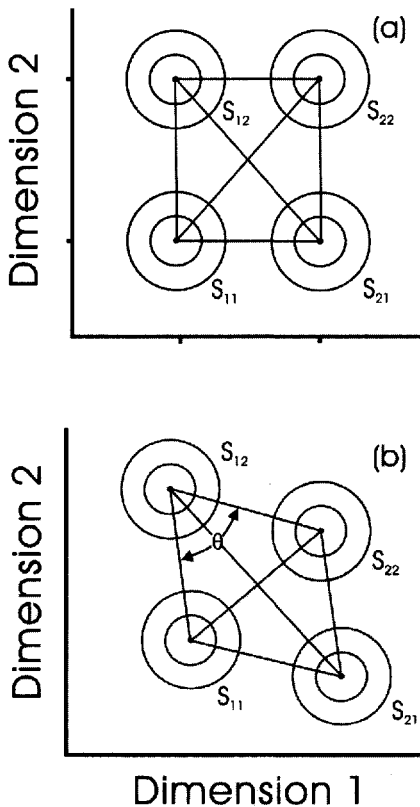 (a)
Dimension 2
S12
S22
S11
S21
(b)
Dimension 2
S12
θ
S22
S11
S21
Dimension 1